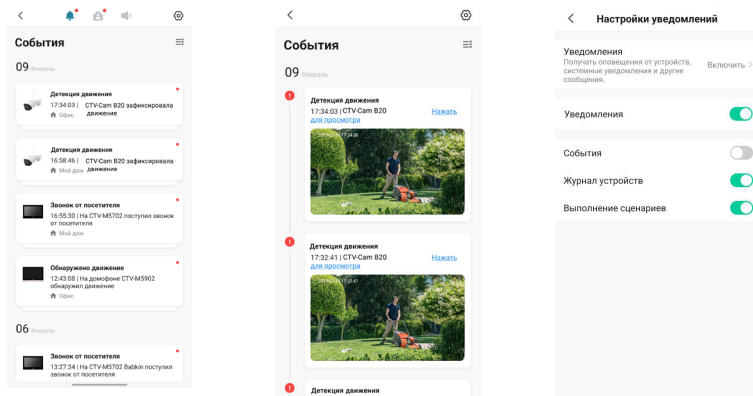 События
09 Февраль
Детекция движения
17:34:03 | CTV-Cam B20 зафиксировала
Офис движение
Детекция движения
16:58:46 | CTV-Cam B20 зафиксировала
Мой дом движение
Звонок от посетителя
16:55:30 | На CTV-M5702 поступил звонок
от посетителя
Мой дом
Обнаружено движение
12:43:08 | На домофоне CTV-M5902
обнаружил движение
Офис
06 Февраль
Звонок от посетителя
13:27:34 | На CTV-M5702 Babkin поступил
звонок от посетителя
События
09 Февраль
Детекция движения
17:34:03 | CTV-Cam B20 Нажать
для просмотра
Детекция движения
17:32:41 | CTV-Cam B20 Нажать
для просмотра
Детекция движения
Настройки уведомлений
Уведомления
Получать оповещения от устройств,
системные уведомления и другие
сообщения.
Включить >
Уведомления
События
Журнал устройств
Выполнение сценариев